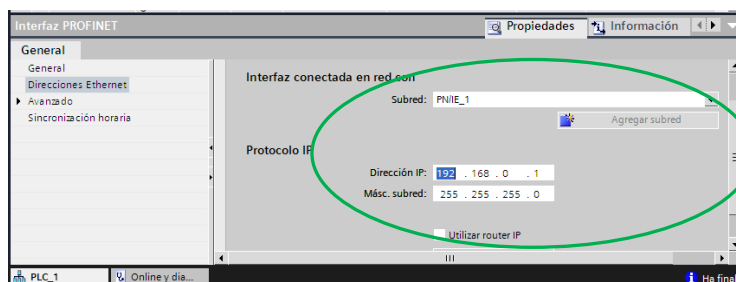 Interfaz PROFINET
Propiedades
Información
General
General
Direcciones Ethernet
Avanzado
Sincronización horaria
Interfaz conectada en red con
Subred: PN/IE_1
Agregar subred
Protocolo IP
Dirección IP: 192 . 168 . 0 . 1
Másc. subred: 255 . 255 . 255 . 0
Utilizar router IP
PLC_1
Online y dia...
Ha final